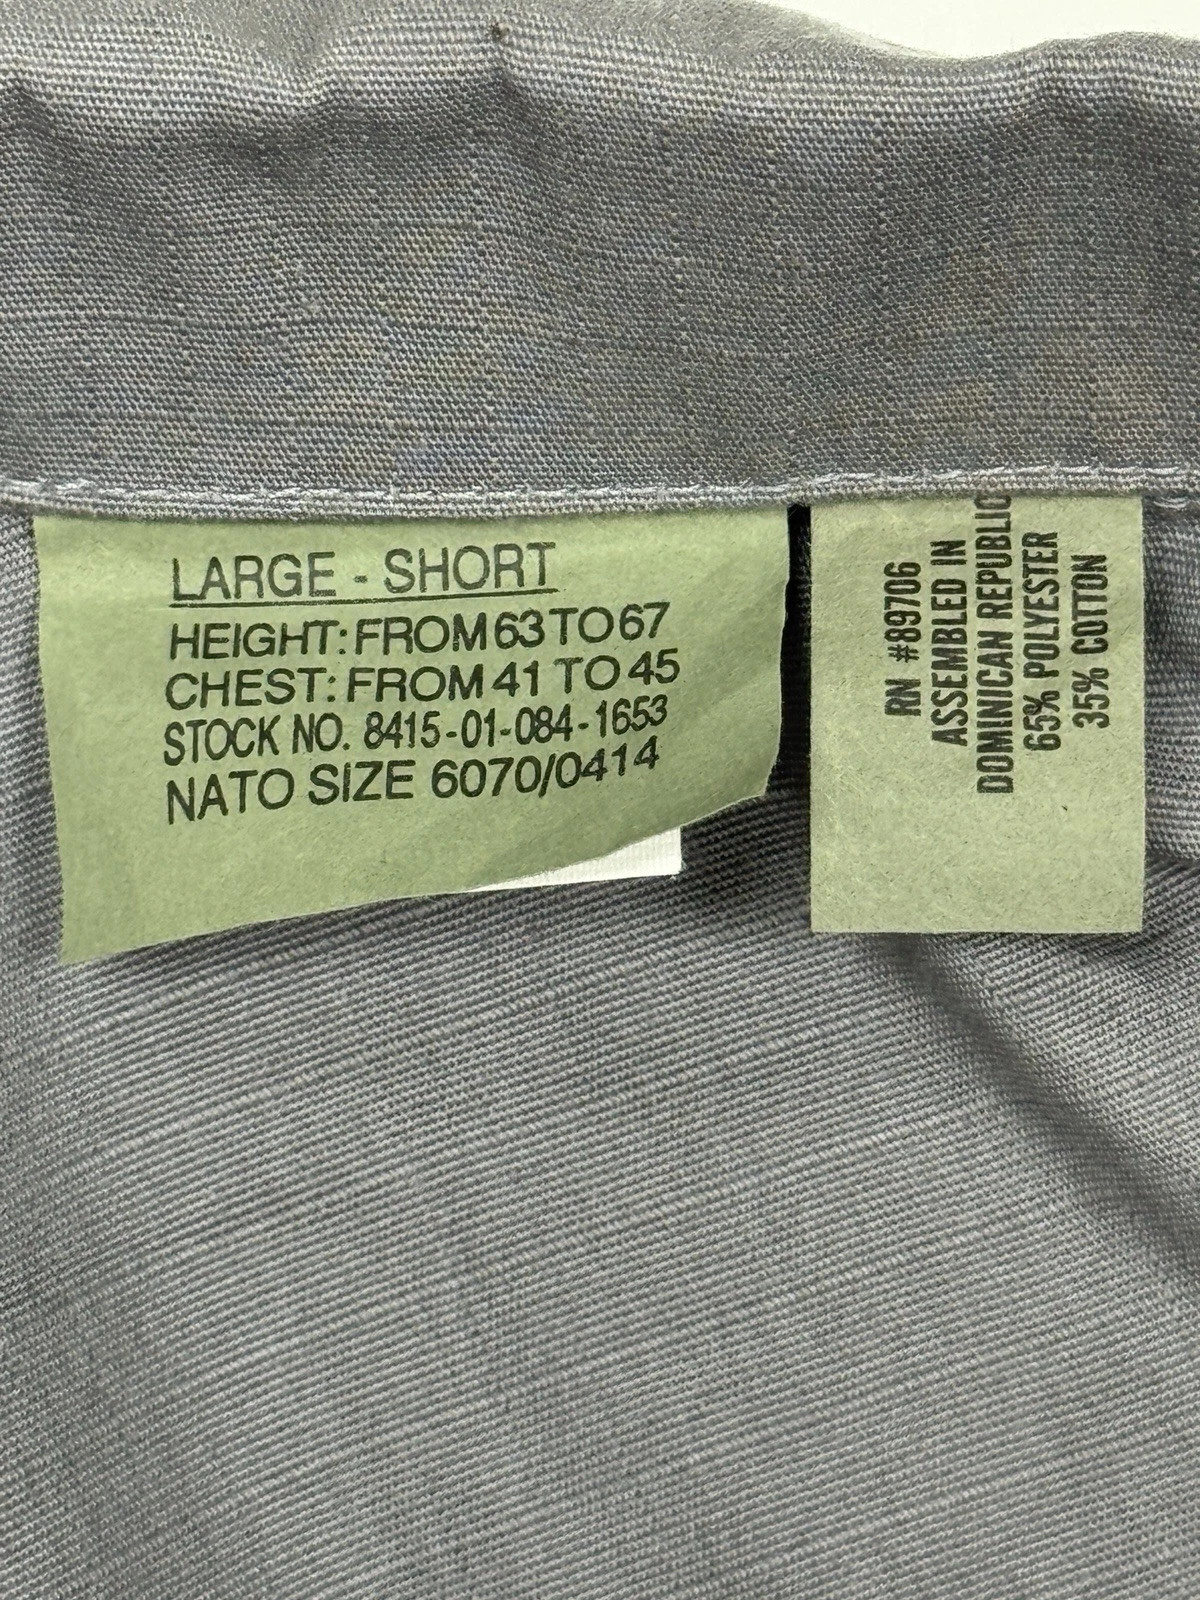 LARGE - SHORT
HEIGHT: FROM 63 TO 67
CHEST: FROM 41 TO 45
STOCK NO. 8415-01-084-1653
NATO SIZE 6070/0414
RN #89706
ASSEMBLED IN
DOMINICAN REPUBLIC
65% POLYESTER
35% COTTON